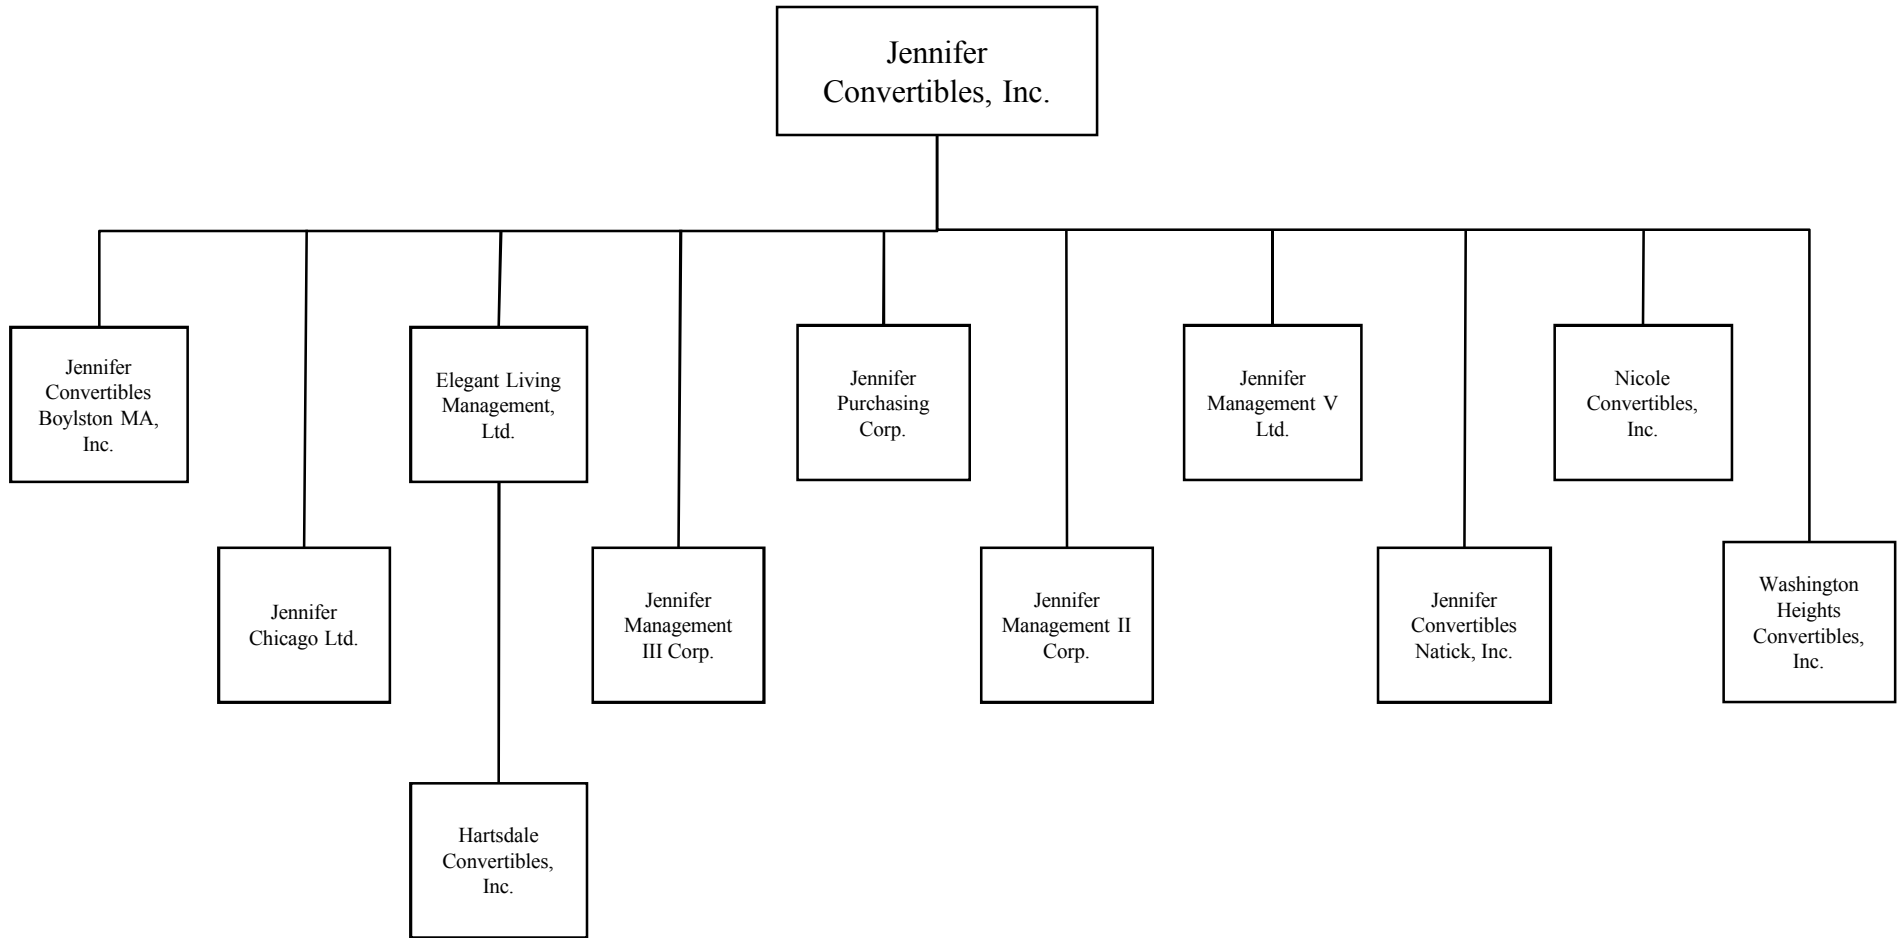 Jennifer
Convertibles, Inc.
Jennifer
Convertibles
Boylston MA,
Inc.
Elegant Living
Management,
Ltd.
Jennifer
Purchasing
Corp.
Jennifer
Management V
Ltd.
Nicole
Convertibles,
Inc.
Jennifer
Chicago Ltd.
Jennifer
Management
III Corp.
Jennifer
Management II
Corp.
Jennifer
Convertibles
Natick, Inc.
Washington
Heights
Convertibles,
Inc.
Hartsdale
Convertibles,
Inc.